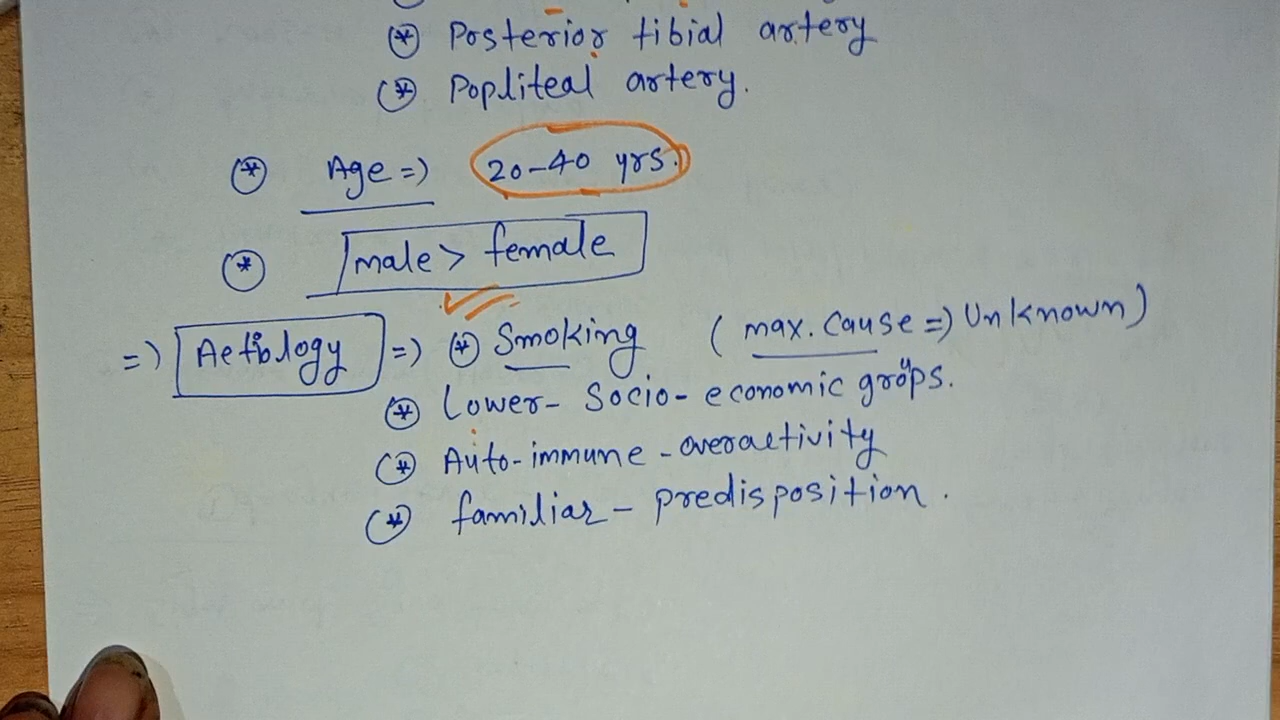 (*) Posterior tibial artery
(*) Popliteal artery.
(*) Age => 20-40 yrs.
(*) male > female
=> Aetiology => (*) Smoking (max. cause => Unknown)
(*) Lower- Socio- economic groups.
(*) Auto-immune - overactivity
(*) familiar - predisposition.